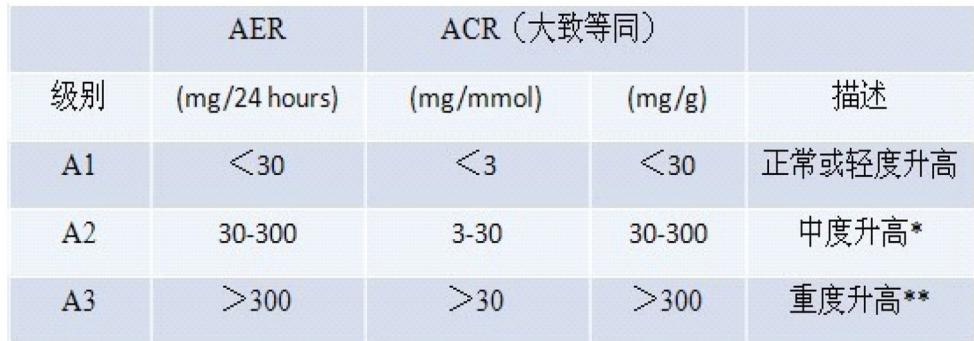 AER ACR（大致等同）
级别 (mg/24 hours) (mg/mmol) (mg/g) 描述
A1 ＜30 ＜3 ＜30 正常或轻度升高
A2 30-300 3-30 30-300 中度升高*
A3 ＞300 ＞30 ＞300 重度升高**